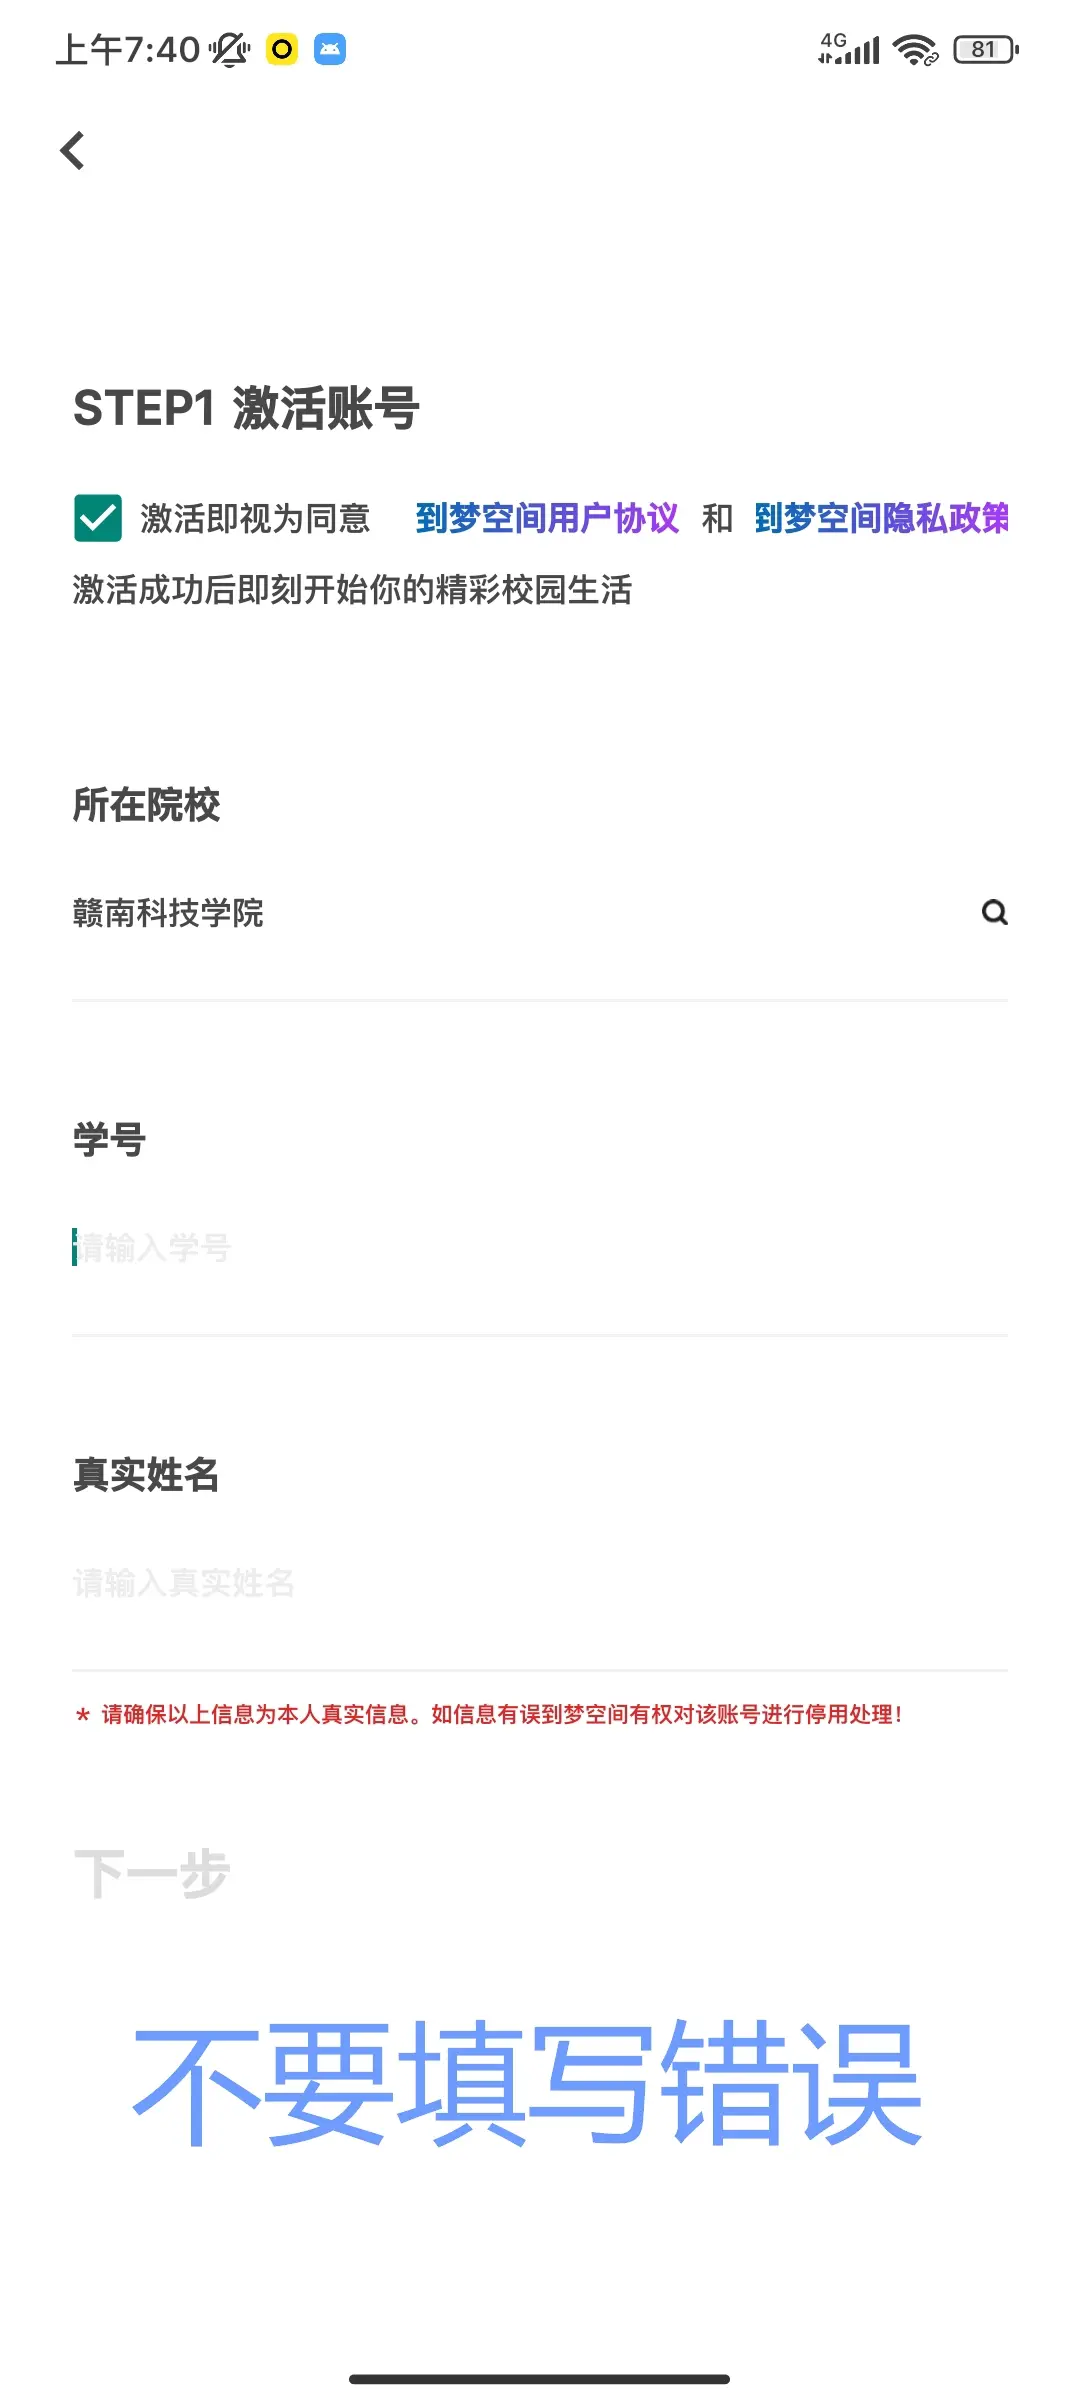 上午7:40 4G 81
STEP1 激活账号
激活即视为同意 到梦空间用户协议 和 到梦空间隐私政策
激活成功后即刻开始你的精彩校园生活
所在院校
赣南科技学院
学号
请输入学号
真实姓名
请输入真实姓名
* 请确保以上信息为本人真实信息。如信息有误到梦空间有权对该账号进行停用处理！
下一步
不要填写错误